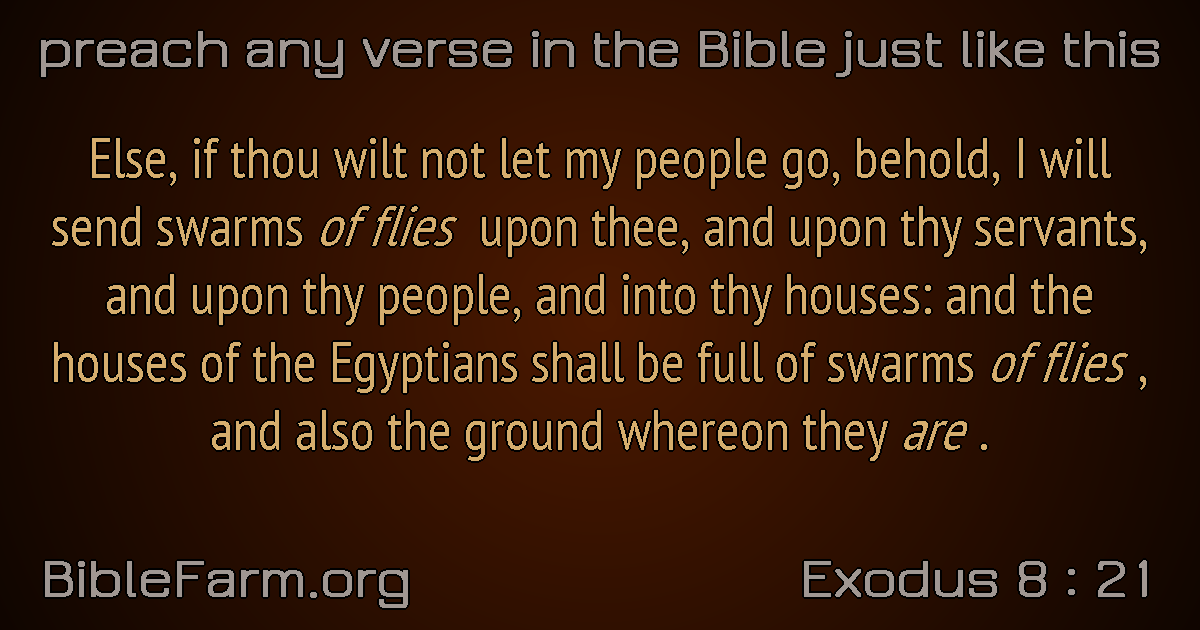 preach any verse in the Bible just like this
Else, if thou wilt not let my people go, behold, I will
send swarms of flies upon thee, and upon thy servants,
and upon thy people, and into thy houses: and the
houses of the Egyptians shall be full of swarms of flies ,
and also the ground whereon they are .
BibleFarm.org
Exodus 8 : 21